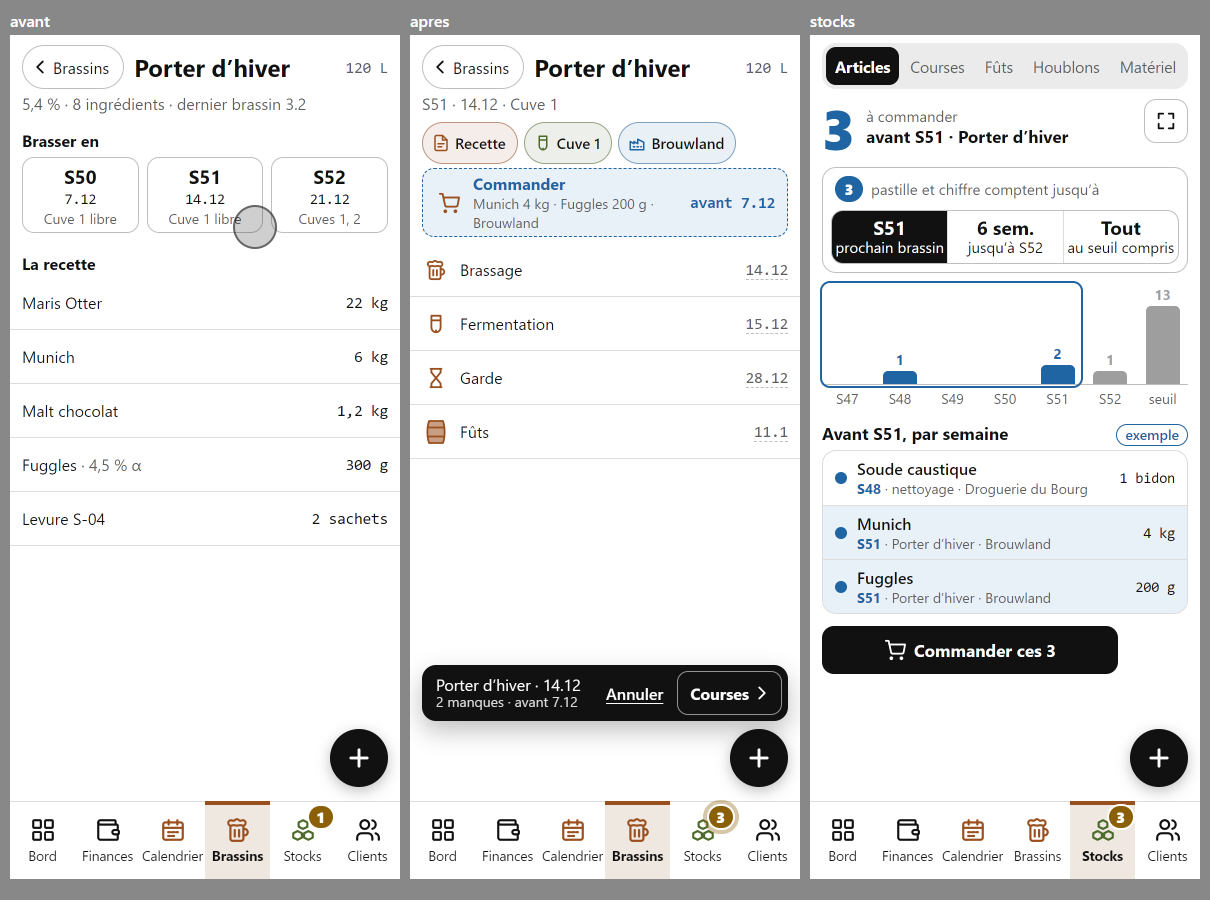 avant
Brassins
Porter d’hiver
120 L
5,4 % · 8 ingrédients · dernier brassin 3.2
Brasser en
S50
7.12
Cuve 1 libre
S51
14.12
Cuve 1 libre
S52
21.12
Cuves 1, 2
La recette
Maris Otter
22 kg
Munich
6 kg
Malt chocolat
1,2 kg
Fuggles · 4,5 % α
300 g
Levure S-04
2 sachets
1
Bord
Finances
Calendrier
Brassins
Stocks
Clients
apres
Brassins
Porter d’hiver
120 L
S51 · 14.12 · Cuve 1
Recette
Cuve 1
Brouwland
Commander
Munich 4 kg · Fuggles 200 g ·
Brouwland
avant 7.12
Brassage
14.12
Fermentation
15.12
Garde
28.12
Fûts
11.1
Porter d’hiver · 14.12
2 manques · avant 7.12
Annuler
Courses
3
Bord
Finances
Calendrier
Brassins
Stocks
Clients
stocks
Articles
Courses
Fûts
Houblons
Matériel
3
à commander
avant S51 · Porter d’hiver
3
pastille et chiffre comptent jusqu’à
S51
prochain brassin
6 sem.
jusqu’à S52
Tout
au seuil compris
1
2
1
13
S47
S48
S49
S50
S51
S52
seuil
Avant S51, par semaine
exemple
Soude caustique
S48 · nettoyage · Droguerie du Bourg
1 bidon
Munich
S51 · Porter d’hiver · Brouwland
4 kg
Fuggles
S51 · Porter d’hiver · Brouwland
200 g
Commander ces 3
3
Bord
Finances
Calendrier
Brassins
Stocks
Clients